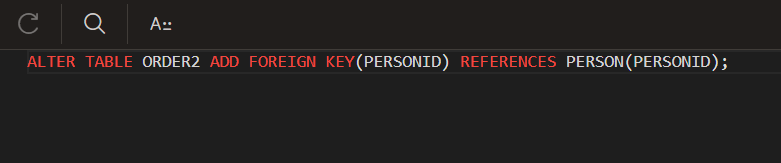 A::
ALTER TABLE ORDER2 ADD FOREIGN KEY(PERSONID) REFERENCES PERSON(PERSONID);